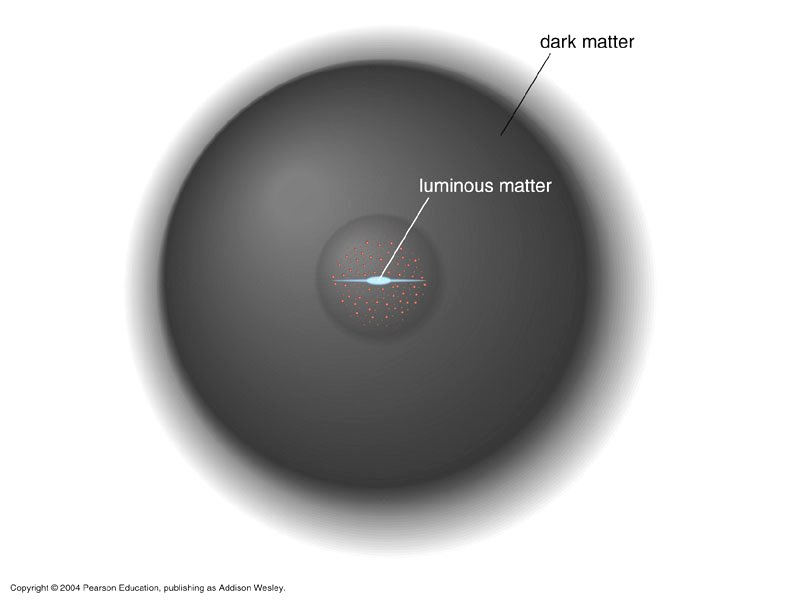 dark matter
luminous matter
Copyright © 2004 Pearson Education, publishing as Addison Wesley.